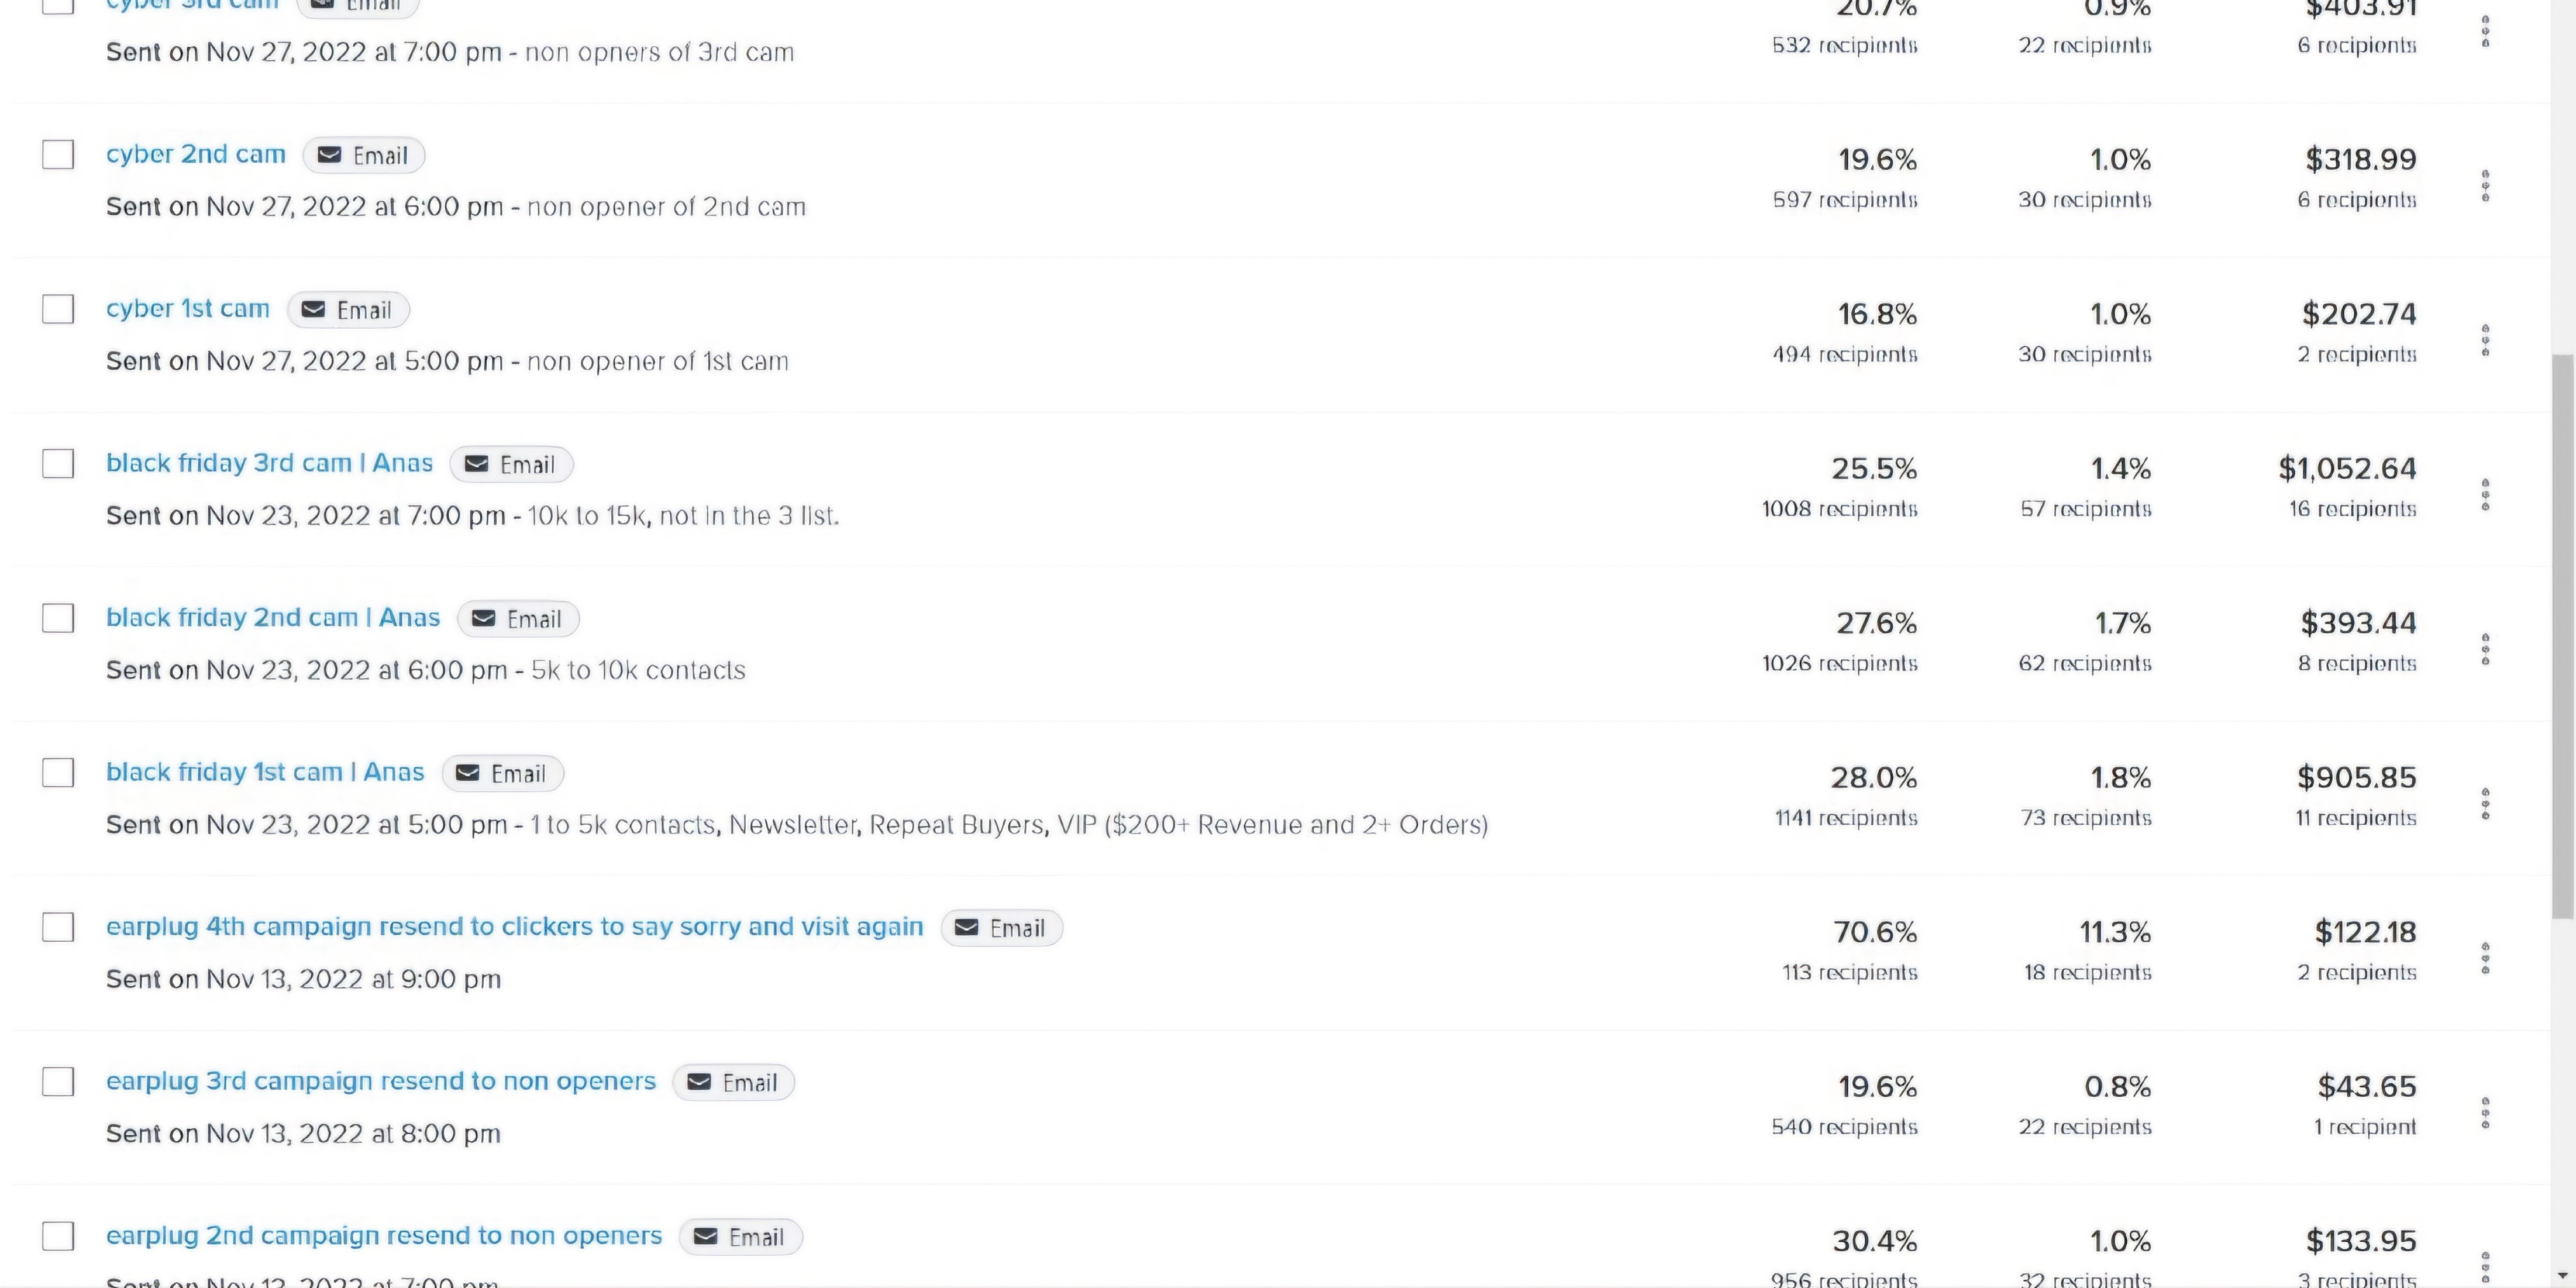 cyber 3rd cam Email 20.7% 0.9% $403.91
Sent on Nov 27, 2022 at 7:00 pm - non opners of 3rd cam 532 recipients 22 recipients 6 recipients
cyber 2nd cam Email 19.6% 1.0% $318.99
Sent on Nov 27, 2022 at 6:00 pm - non opener of 2nd cam 597 recipients 30 recipients 6 recipients
cyber 1st cam Email 16.8% 1.0% $202.74
Sent on Nov 27, 2022 at 5:00 pm - non opener of 1st cam 494 recipients 30 recipients 2 recipients
black friday 3rd cam | Anas Email 25.5% 1.4% $1,052.64
Sent on Nov 23, 2022 at 7:00 pm - 10k to 15k, not in the 3 list. 1008 recipients 57 recipients 16 recipients
black friday 2nd cam | Anas Email 27.6% 1.7% $393.44
Sent on Nov 23, 2022 at 6:00 pm - 5k to 10k contacts 1026 recipients 62 recipients 8 recipients
black friday 1st cam | Anas Email 28.0% 1.8% $905.85
Sent on Nov 23, 2022 at 5:00 pm - 1 to 5k contacts, Newsletter, Repeat Buyers, VIP ($200+ Revenue and 2+ Orders) 1141 recipients 73 recipients 11 recipients
earplug 4th campaign resend to clickers to say sorry and visit again Email 70.6% 11.3% $122.18
Sent on Nov 13, 2022 at 9:00 pm 113 recipients 18 recipients 2 recipients
earplug 3rd campaign resend to non openers Email 19.6% 0.8% $43.65
Sent on Nov 13, 2022 at 8:00 pm 540 recipients 22 recipients 1 recipient
earplug 2nd campaign resend to non openers Email 30.4% 1.0% $133.95
Sent on Nov 2022 at 7:00 pm 956 recipients 32 recipients 3 recipients